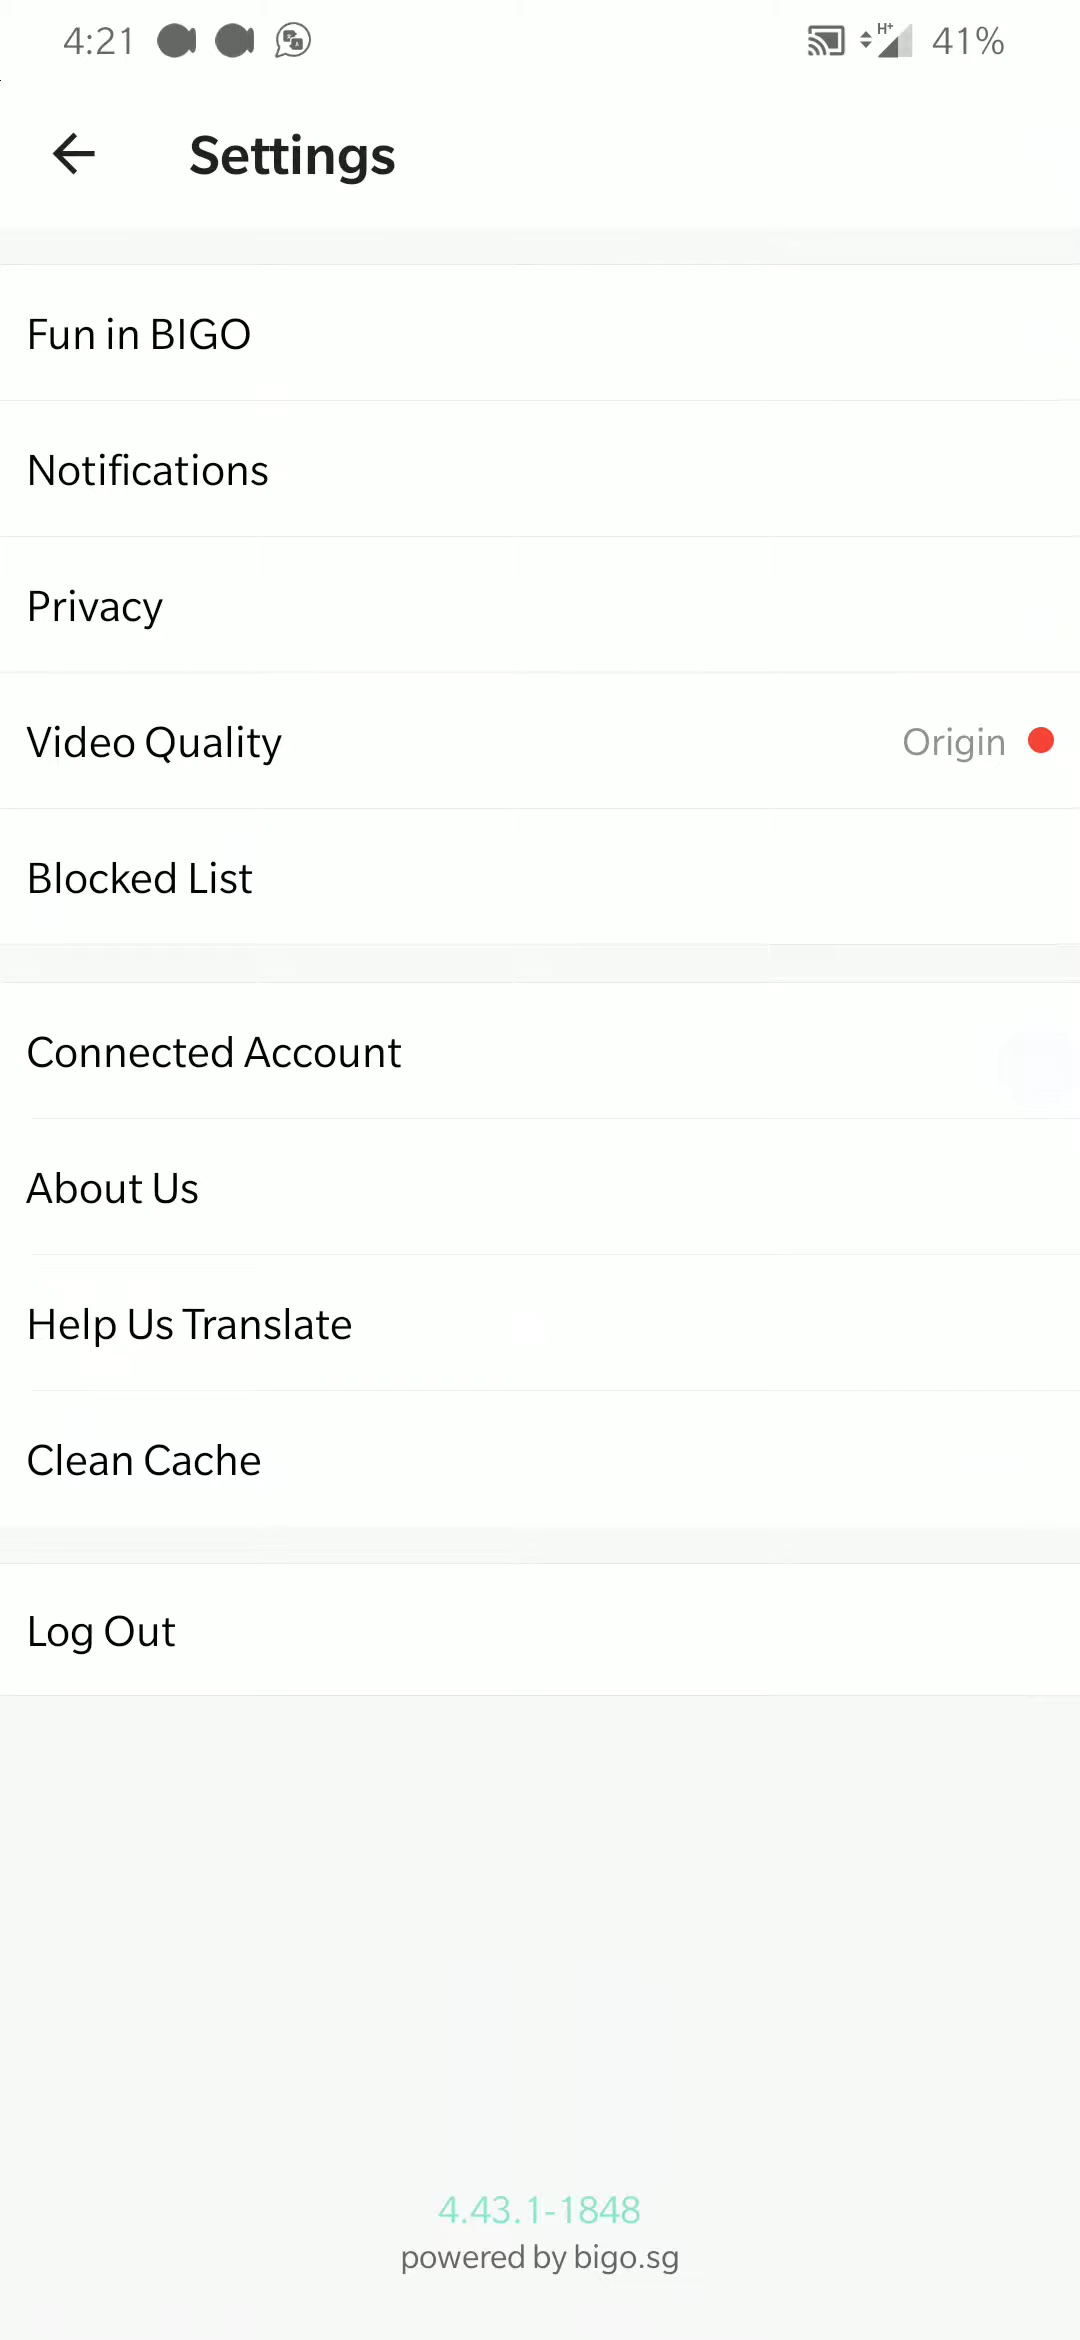 4:21 H+ 41%
Settings
Fun in BIGO
Notifications
Privacy
Video Quality Origin
Blocked List
Connected Account
About Us
Help Us Translate
Clean Cache
Log Out
4.43.1-1848
powered by bigo.sg